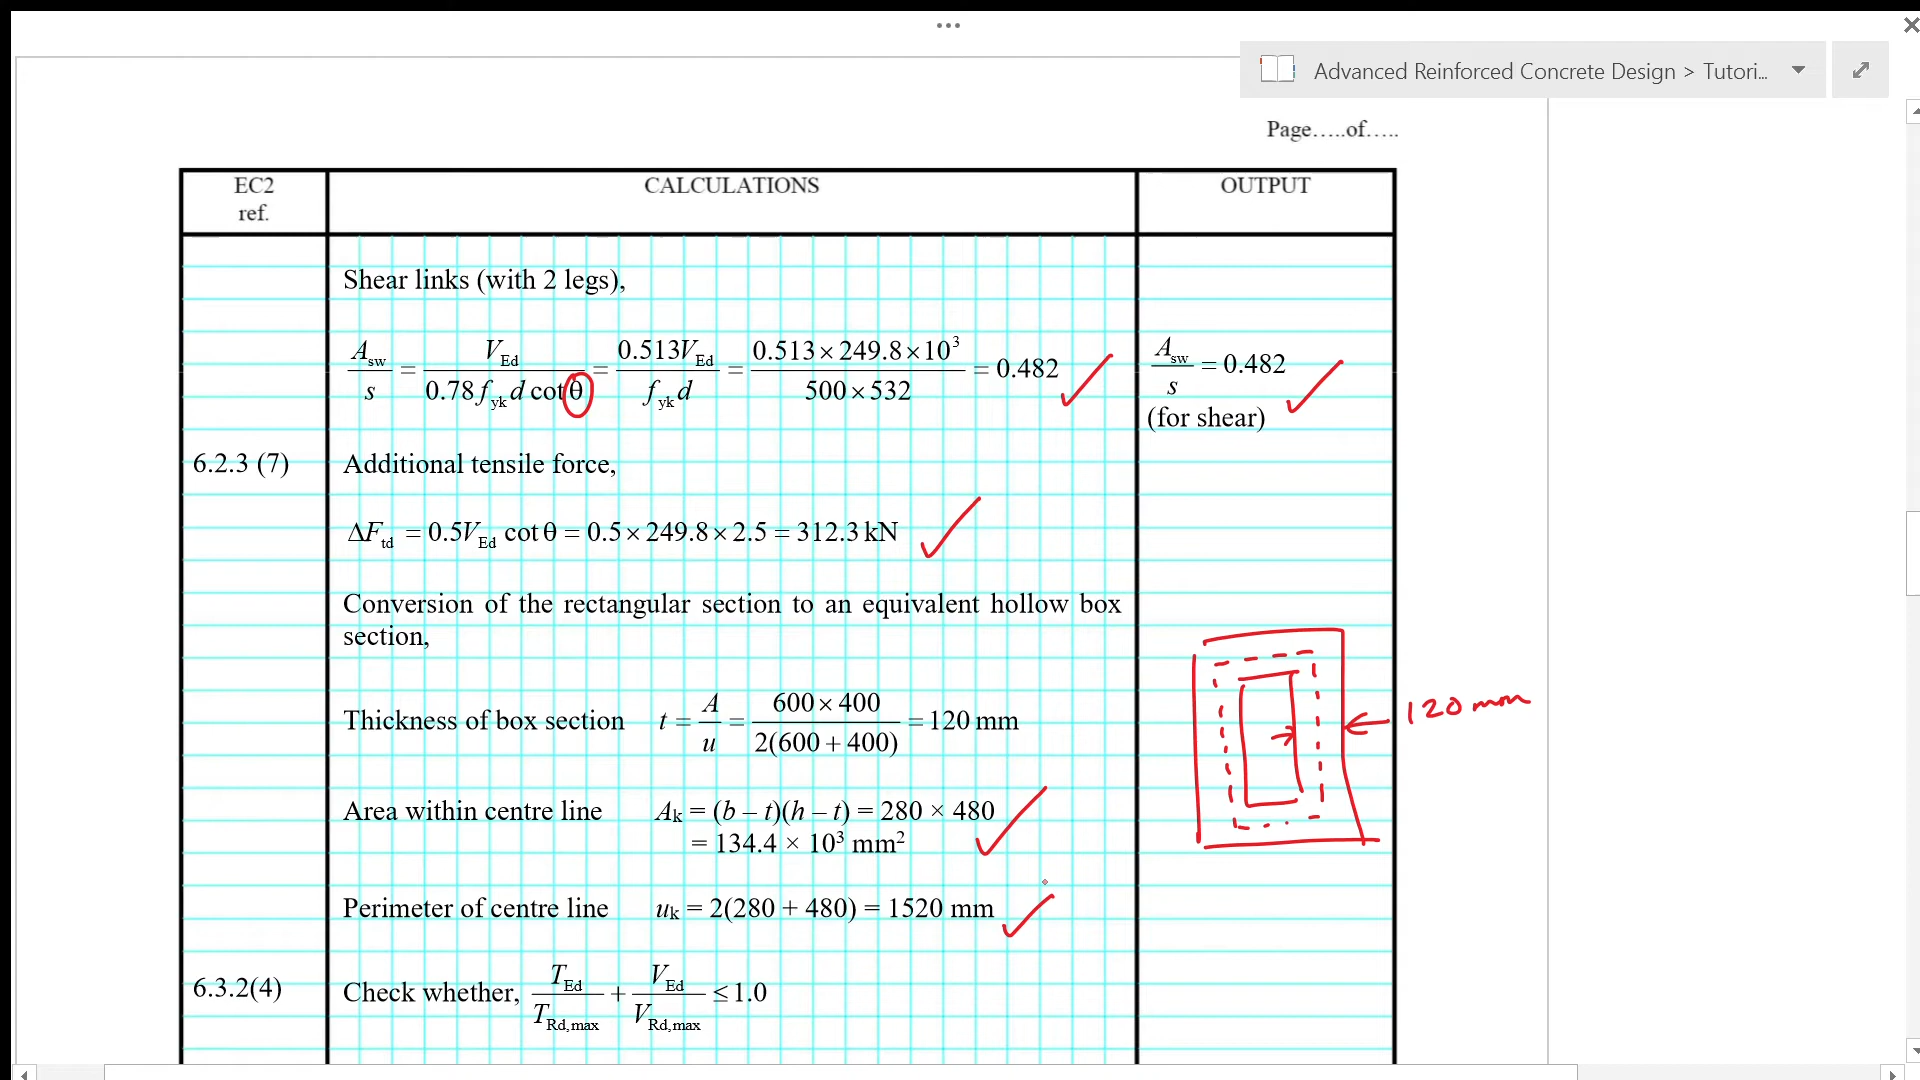 ...
Advanced Reinforced Concrete Design > Tutori...
Page.....of.....
EC2 ref.
CALCULATIONS
OUTPUT
Shear links (with 2 legs),
A_sw/s = V_Ed/(0.78 f_yk d cot θ) = 0.513V_Ed/(f_yk d) = (0.513 × 249.8 × 10³)/(500 × 532) = 0.482
A_sw/s = 0.482
(for shear)
6.2.3 (7)
Additional tensile force,
ΔF_td = 0.5V_Ed cot θ = 0.5 × 249.8 × 2.5 = 312.3 kN
Conversion of the rectangular section to an equivalent hollow box
section,
Thickness of box section t = A/u = (600 × 400)/(2(600 + 400)) = 120 mm
120 mm
Area within centre line A_k = (b – t)(h – t) = 280 × 480
= 134.4 × 10³ mm²
Perimeter of centre line u_k = 2(280 + 480) = 1520 mm
6.3.2(4)
Check whether, T_Ed/T_Rd,max + V_Ed/V_Rd,max ≤ 1.0